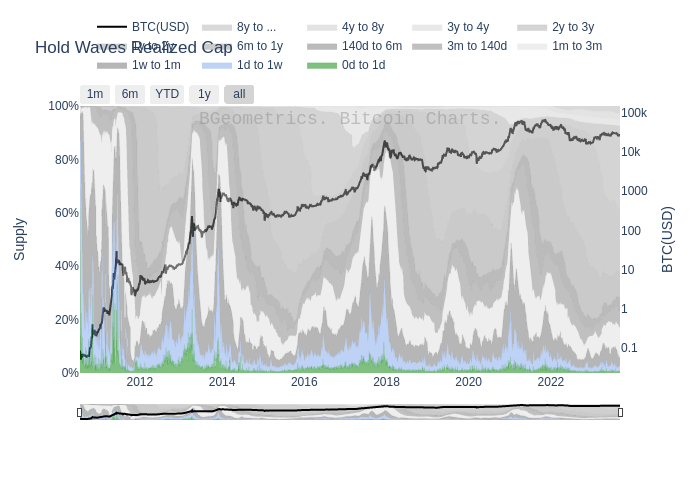 BTC(USD) 8y to ... 4y to 8y 3y to 4y 2y to 3y
Hold Waves Realized Cap
1y to 2y 6m to 1y 140d to 6m 3m to 140d 1m to 3m
1w to 1m 1d to 1w 0d to 1d
1m 6m YTD 1y all
BGeometrics. Bitcoin Charts.
100%
80%
60%
40%
20%
0%
Supply
100k
10k
1000
100
10
1
0.1
BTC(USD)
2012 2014 2016 2018 2020 2022